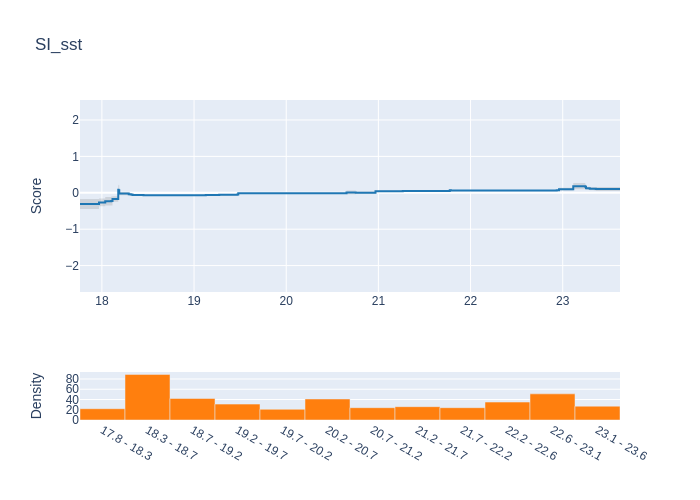 SI_sst
Score
2
1
0
−1
−2
18 19 20 21 22 23
Density
80
60
40
20
0
17.8 - 18.3
18.3 - 18.7
18.7 - 19.2
19.2 - 19.7
19.7 - 20.2
20.2 - 20.7
20.7 - 21.2
21.2 - 21.7
21.7 - 22.2
22.2 - 22.6
22.6 - 23.1
23.1 - 23.6